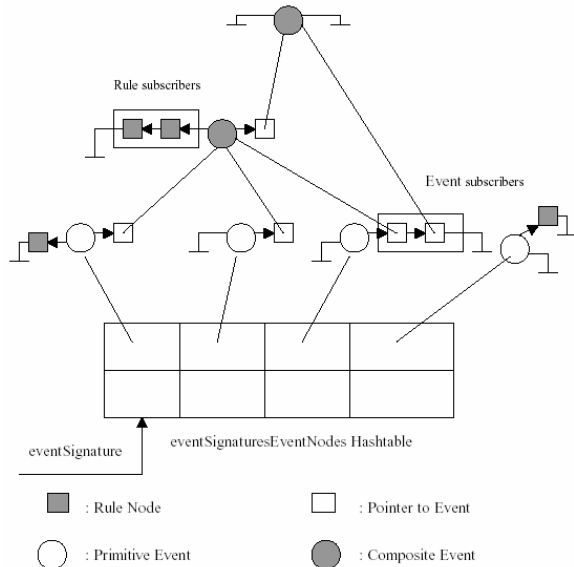 Rule subscribers
Event subscribers
eventSignature
eventSignaturesEventNodes Hashtable
: Rule Node
: Pointer to Event
: Primitive Event
: Composite Event